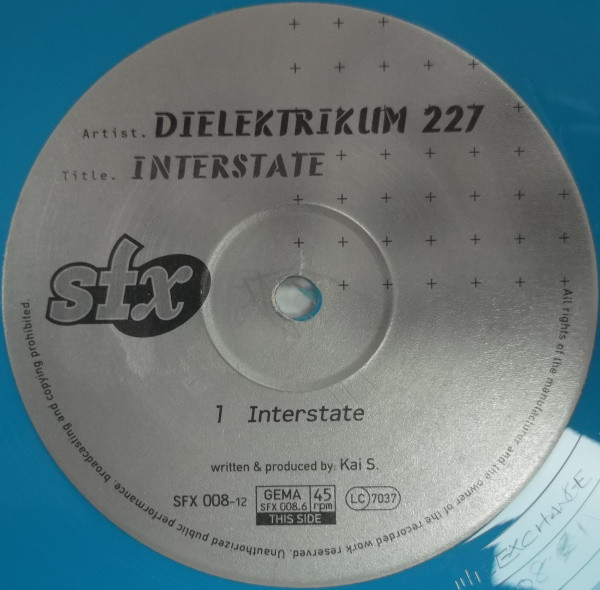 Artist. DIELEKTRIKUM 227
Title. INTERSTATE
sfx
1 Interstate
written & produced by: Kai S.
SFX 008-12
GEMA
SFX 008.6
45
rpm
THIS SIDE
LC 7037
All rights of the manufacturer and the owner of the recorded work reserved. Unauthorized public performance, broadcasting and copying prohibited.
EXCHANGE
08